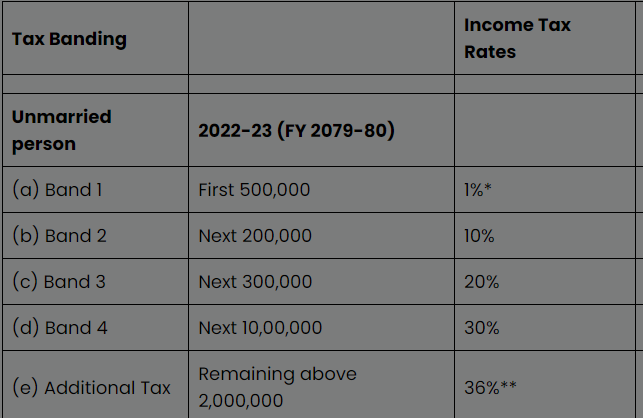 Tax Banding
Income Tax
Rates
Unmarried
person
2022-23 (FY 2079-80)
(a) Band 1
First 500,000
1%*
(b) Band 2
Next 200,000
10%
(c) Band 3
Next 300,000
20%
(d) Band 4
Next 10,00,000
30%
(e) Additional Tax
Remaining above
2,000,000
36%**